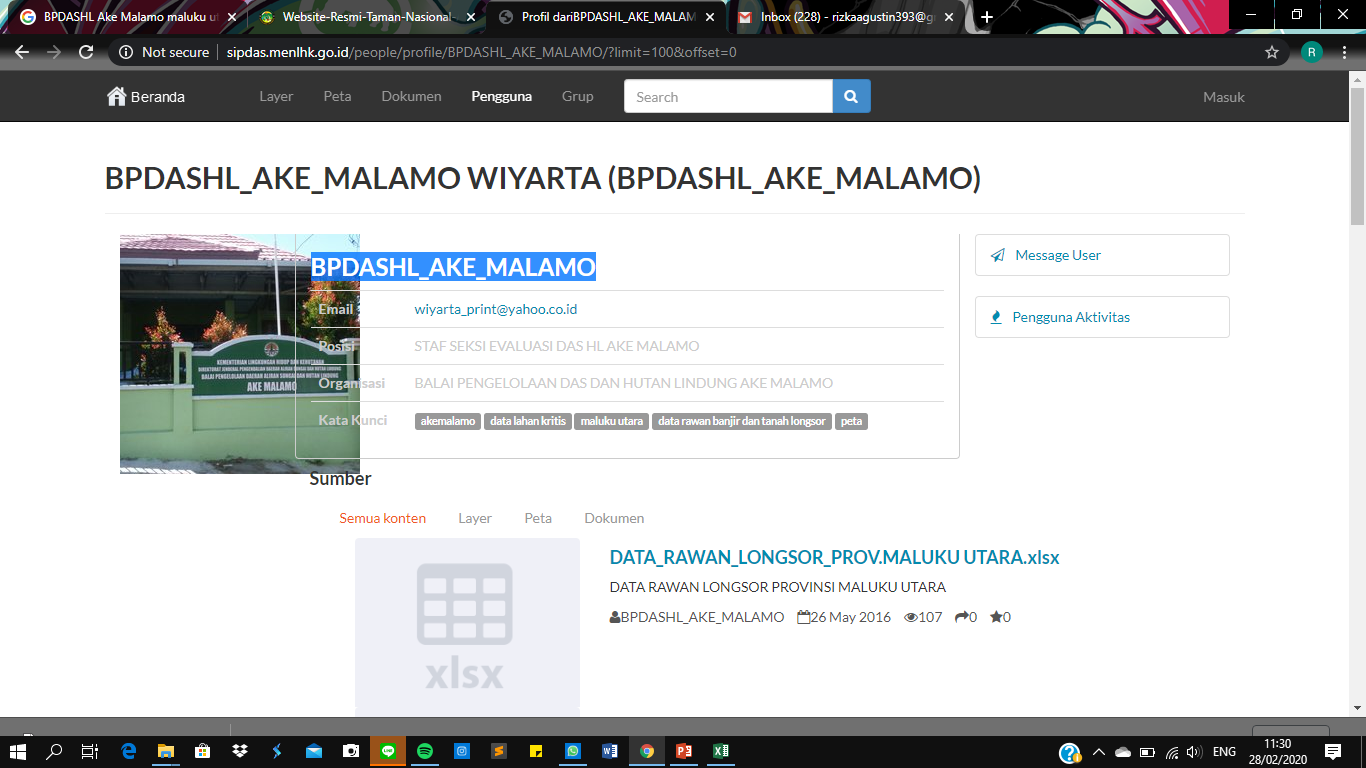 BPDASHL Ake Malamo maluku ut
Website-Resmi-Taman-Nasional-
Profil dariBPDASHL_AKE_MALAM
Inbox (228) - rizkaagustin393@g
Not secure
sipdas.menlhk.go.id/people/profile/BPDASHL_AKE_MALAMO/?limit=100&offset=0
R
Beranda
Layer
Peta
Dokumen
Pengguna
Grup
Search
Masuk
BPDASHL_AKE_MALAMO WIYARTA (BPDASHL_AKE_MALAMO)
KEMENTERIAN LINGKUNGAN HIDUP DAN KEHUTANAN
DIREKTORAT JENDERAL PENGENDALIAN DAERAH ALIRAN SUNGAI DAN HUTAN LINDUNG
BALAI PENGENDALIAN DAERAH ALIRAN SUNGAI DAN HUTAN LINDUNG
AKE MALAMO
BPDASHL_AKE_MALAMO
Email wiyarta_print@yahoo.co.id
Posisi STAF SEKSI EVALUASI DAS HL AKE MALAMO
Organisasi BALAI PENGELOLAAN DAS DAN HUTAN LINDUNG AKE MALAMO
Kata Kunci akemalamo data lahan kritis maluku utara data rawan banjir dan tanah longsor peta
Message User
Pengguna Aktivitas
Sumber
Semua konten
Layer
Peta
Dokumen
xlsx
DATA_RAWAN_LONGSOR_PROV.MALUKU UTARA.xlsx
DATA RAWAN LONGSOR PROVINSI MALUKU UTARA
BPDASHL_AKE_MALAMO 26 May 2016 107 0 0
ENG
11:30
28/02/2020